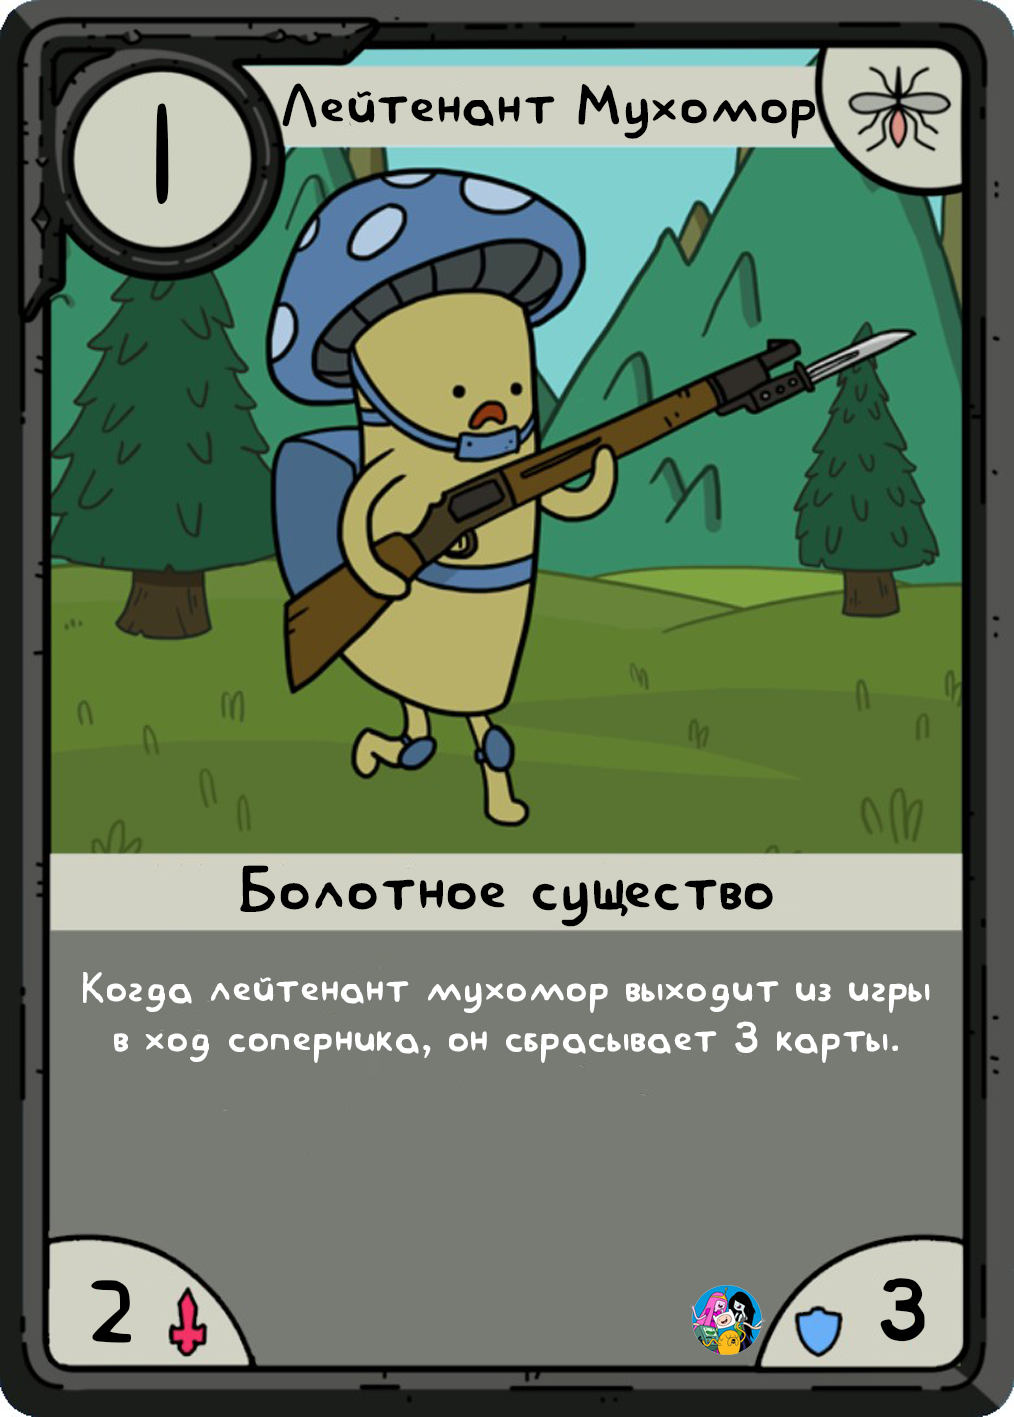 1
Лейтенант Мухомор
Болотное существо
Когда лейтенант мухомор выходит из игры
в ход соперника, он сбрасывает 3 карты.
2
3